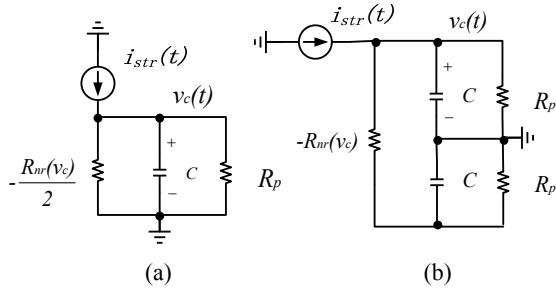 i_str(t)
v_c(t)
+
C
−
-R_nr(v_c)/2
R_p
(a)
i_str(t)
v_c(t)
+
C
−
R_p
-R_nr(v_c)
C
R_p
(b)